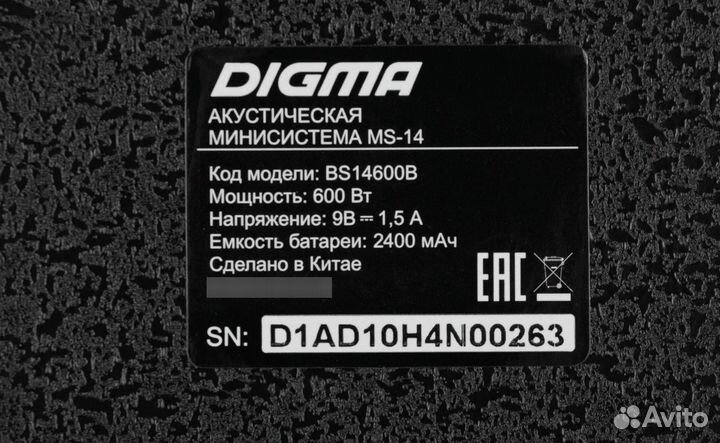 DIGMA
АКУСТИЧЕСКАЯ
МИНИСИСТЕМА MS-14
Код модели: BS14600B
Мощность: 600 Вт
Напряжение: 9В ⎓ 1,5 А
Емкость батареи: 2400 мАч
Сделано в Китае
EAC
SN: D1AD10H4N00263
Avito